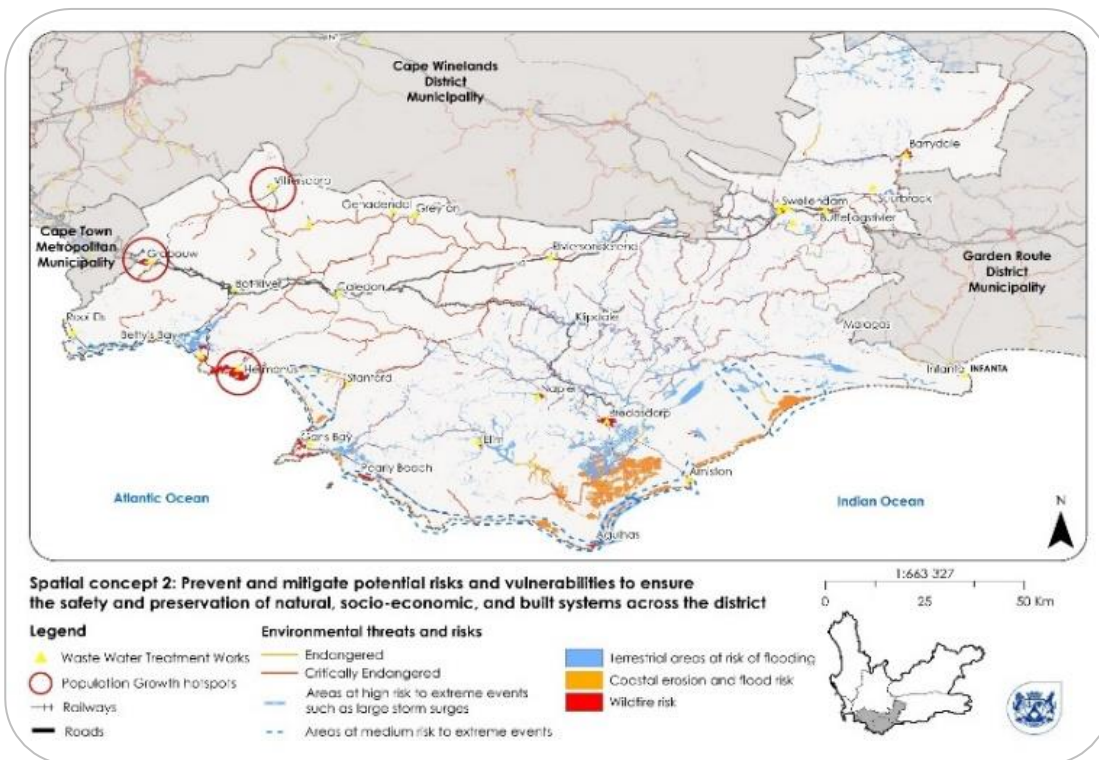 Cape Winelands
District
Municipality
Barrydale
Villiersdorp
Suurbraak
Genadendal
Greyton
Swellendam
Buffeljagsrivier
Cape Town
Metropolitan
Municipality
Grabouw
Riviersonderend
Garden Route
District
Municipality
Botrivier
Caledon
Rooi Els
Klipdale
Malagas
Betty's Bay
Hermanus
Stanford
Infanta
INFANTA
Napier
Bredasdorp
Gans Bay
Elim
Pearly Beach
Arniston
Atlantic Ocean
Indian Ocean
N
Agulhas
Spatial concept 2: Prevent and mitigate potential risks and vulnerabilities to ensure
the safety and preservation of natural, socio-economic, and built systems across the district
1:663 327
0 25 50 Km
Legend
Waste Water Treatment Works
Population Growth hotspots
Railways
Roads
Environmental threats and risks
Endangered
Critically Endangered
Areas at high risk to extreme events
such as large storm surges
Areas at medium risk to extreme events
Terrestrial areas at risk of flooding
Coastal erosion and flood risk
Wildfire risk